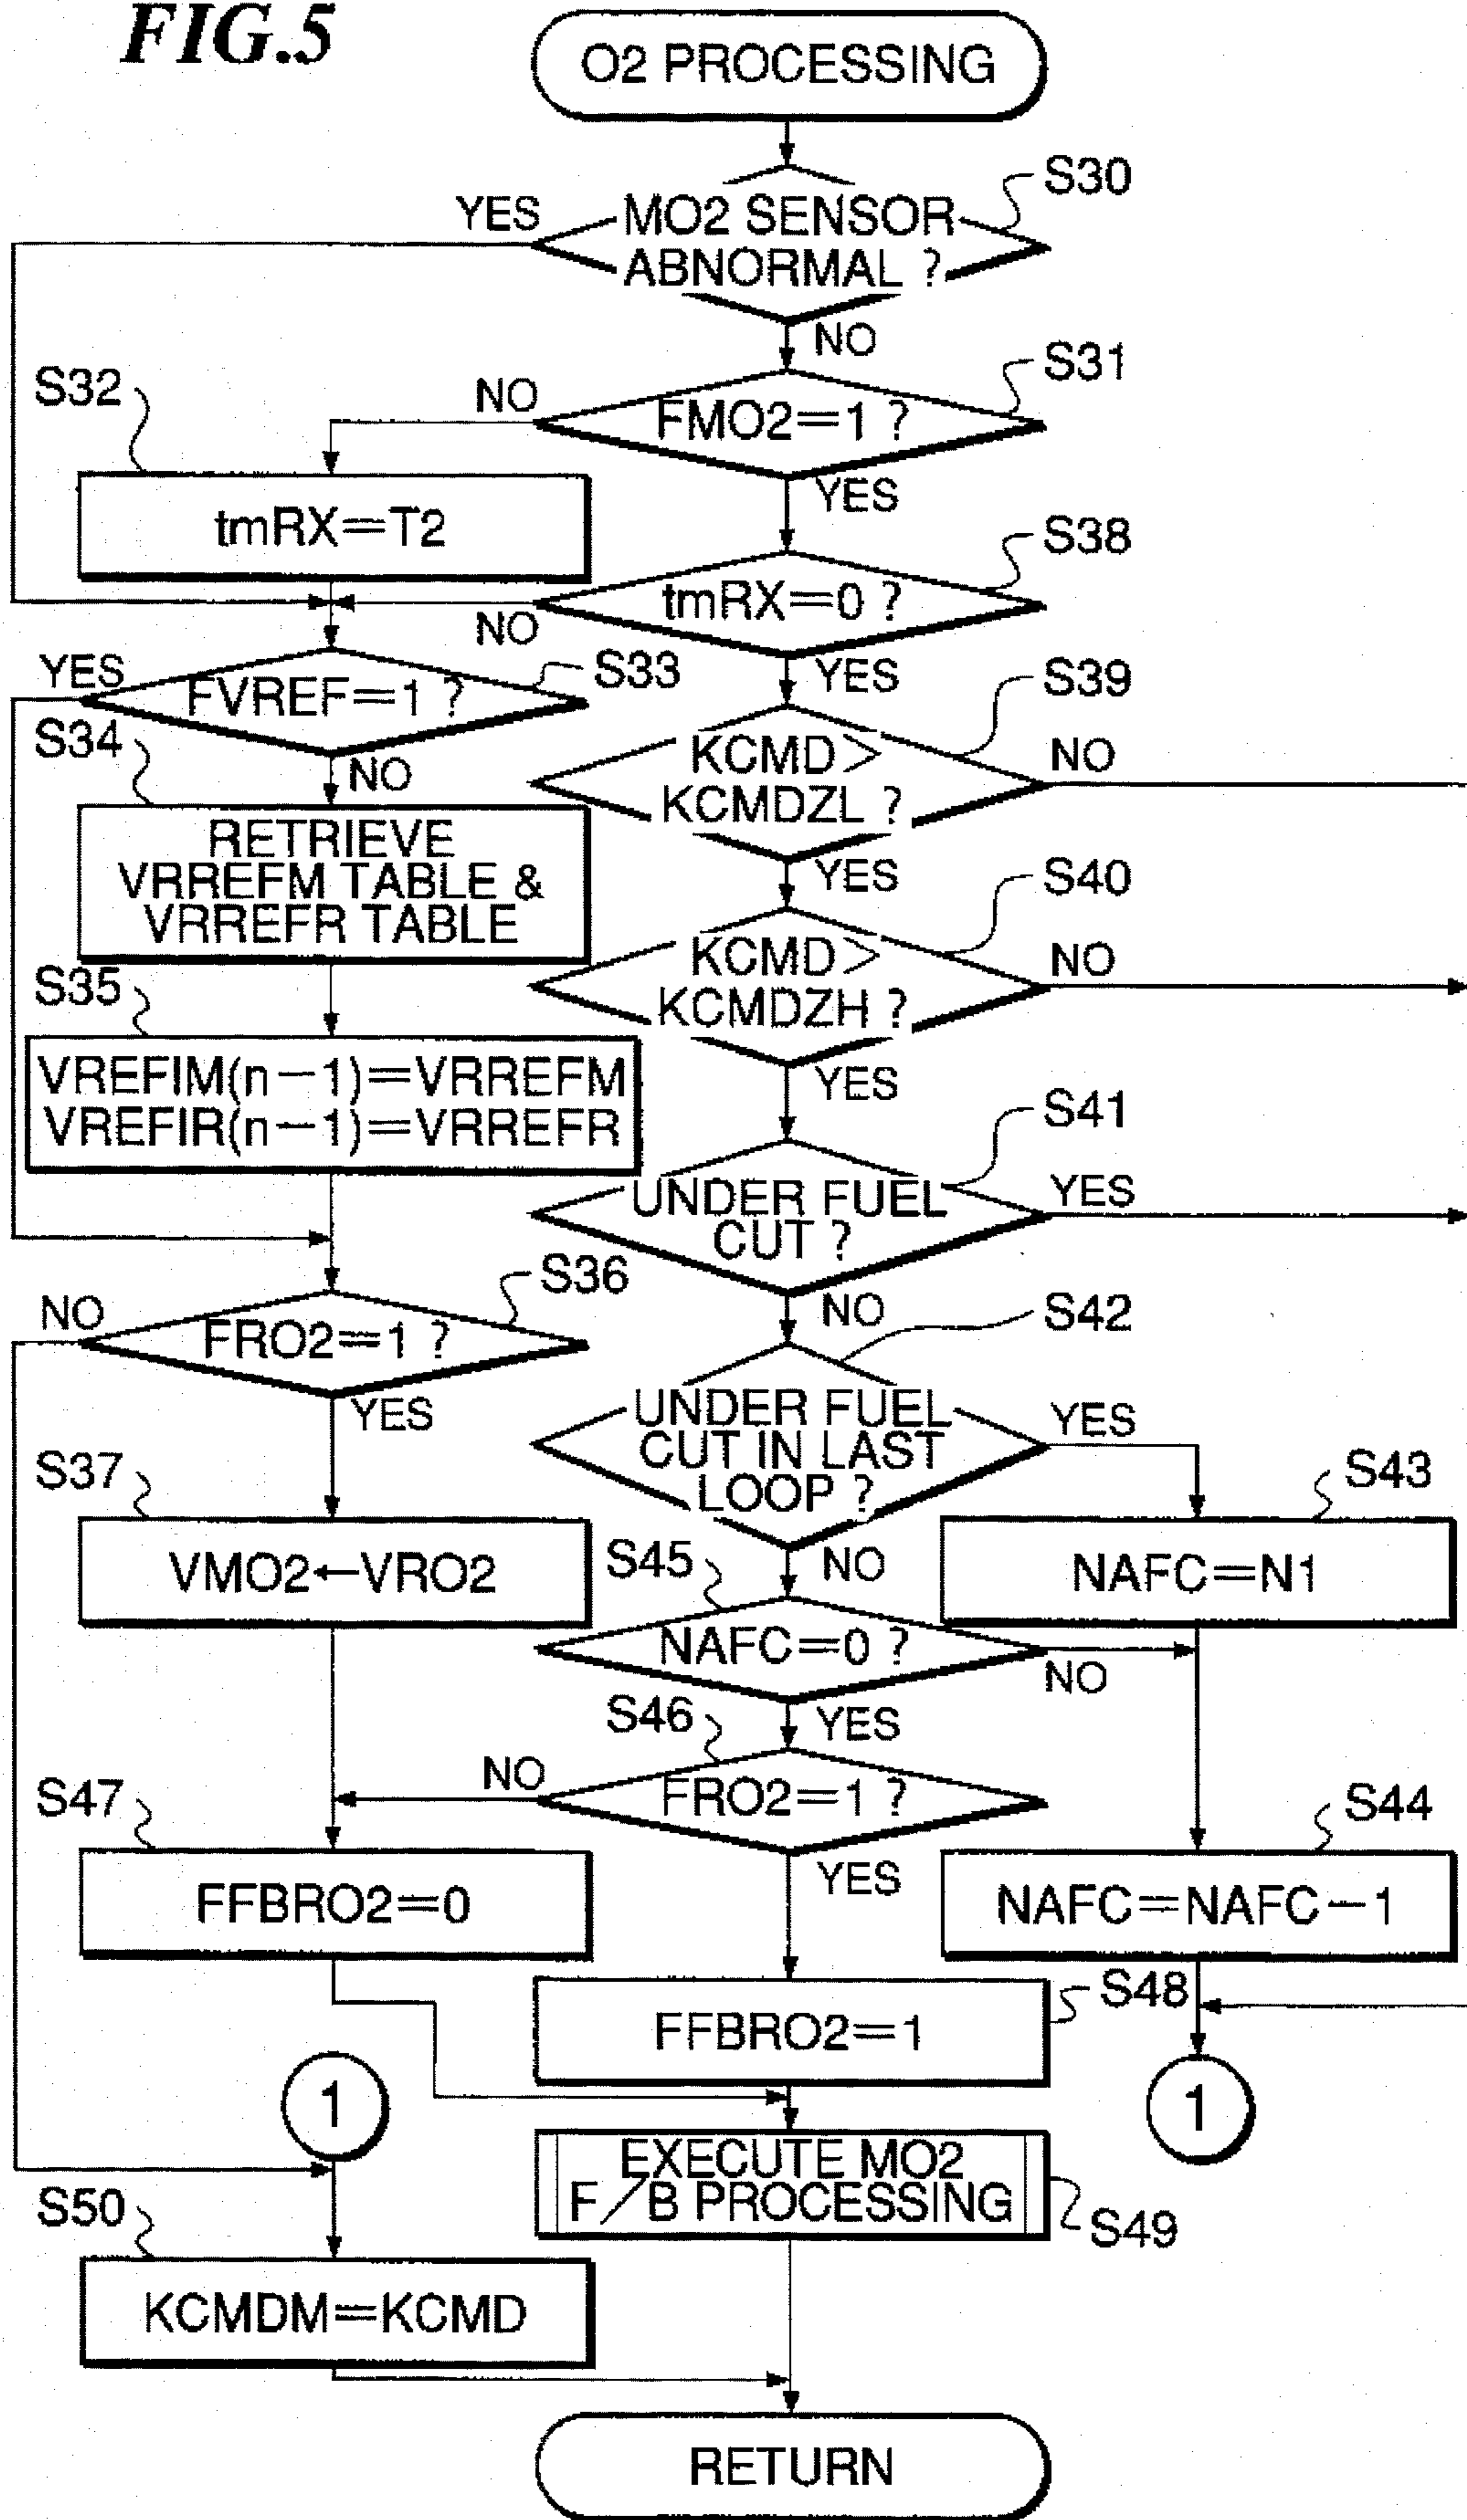 FIG.5
O2 PROCESSING
S30
YES
MO2 SENSOR
ABNORMAL ?
NO
S31
S32
NO
FMO2=1 ?
YES
tmRX=T2
S38
tmRX=0 ?
NO
YES
YES
S33
FVREF=1 ?
S39
S34
NO
KCMD>
KCMDZL ?
NO
RETRIEVE
VRREFM TABLE &
VRREFR TABLE
YES
S40
KCMD>
KCMDZH ?
NO
S35
VREFIM(n-1)=VRREFM
VREFIR(n-1)=VRREFR
YES
S41
UNDER FUEL
CUT ?
YES
S36
NO
FRO2=1 ?
NO
S42
YES
UNDER FUEL
CUT IN LAST
LOOP ?
YES
S37
S43
VMO2←VRO2
S45
NO
NAFC=N1
NAFC=0 ?
NO
S46
YES
NO
FRO2=1 ?
S47
S44
YES
FFBRO2=0
NAFC=NAFC-1
S48
FFBRO2=1
1
1
EXECUTE MO2
F/B PROCESSING
S49
S50
KCMDM=KCMD
RETURN